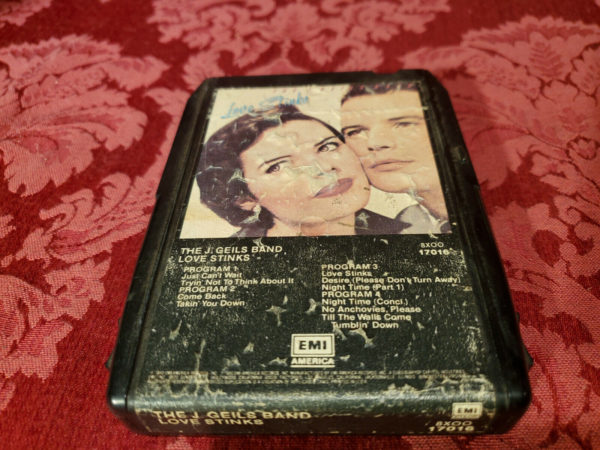 Love Stinks
THE J. GEILS BAND
LOVE STINKS
8XOO
17016
PROGRAM 1
Just Can't Wait
Tryin' Not To Think About It
PROGRAM 2
Come Back
Takin' You Down
PROGRAM 3
Love Stinks
Desire (Please Don't Turn Away)
Night Time (Part 1)
PROGRAM 4
Night Time (Concl.)
No Anchovies, Please
Till The Walls Come
Tumblin' Down
EMI
AMERICA
THE J. GEILS BAND
LOVE STINKS
EMI
8XOO
17016